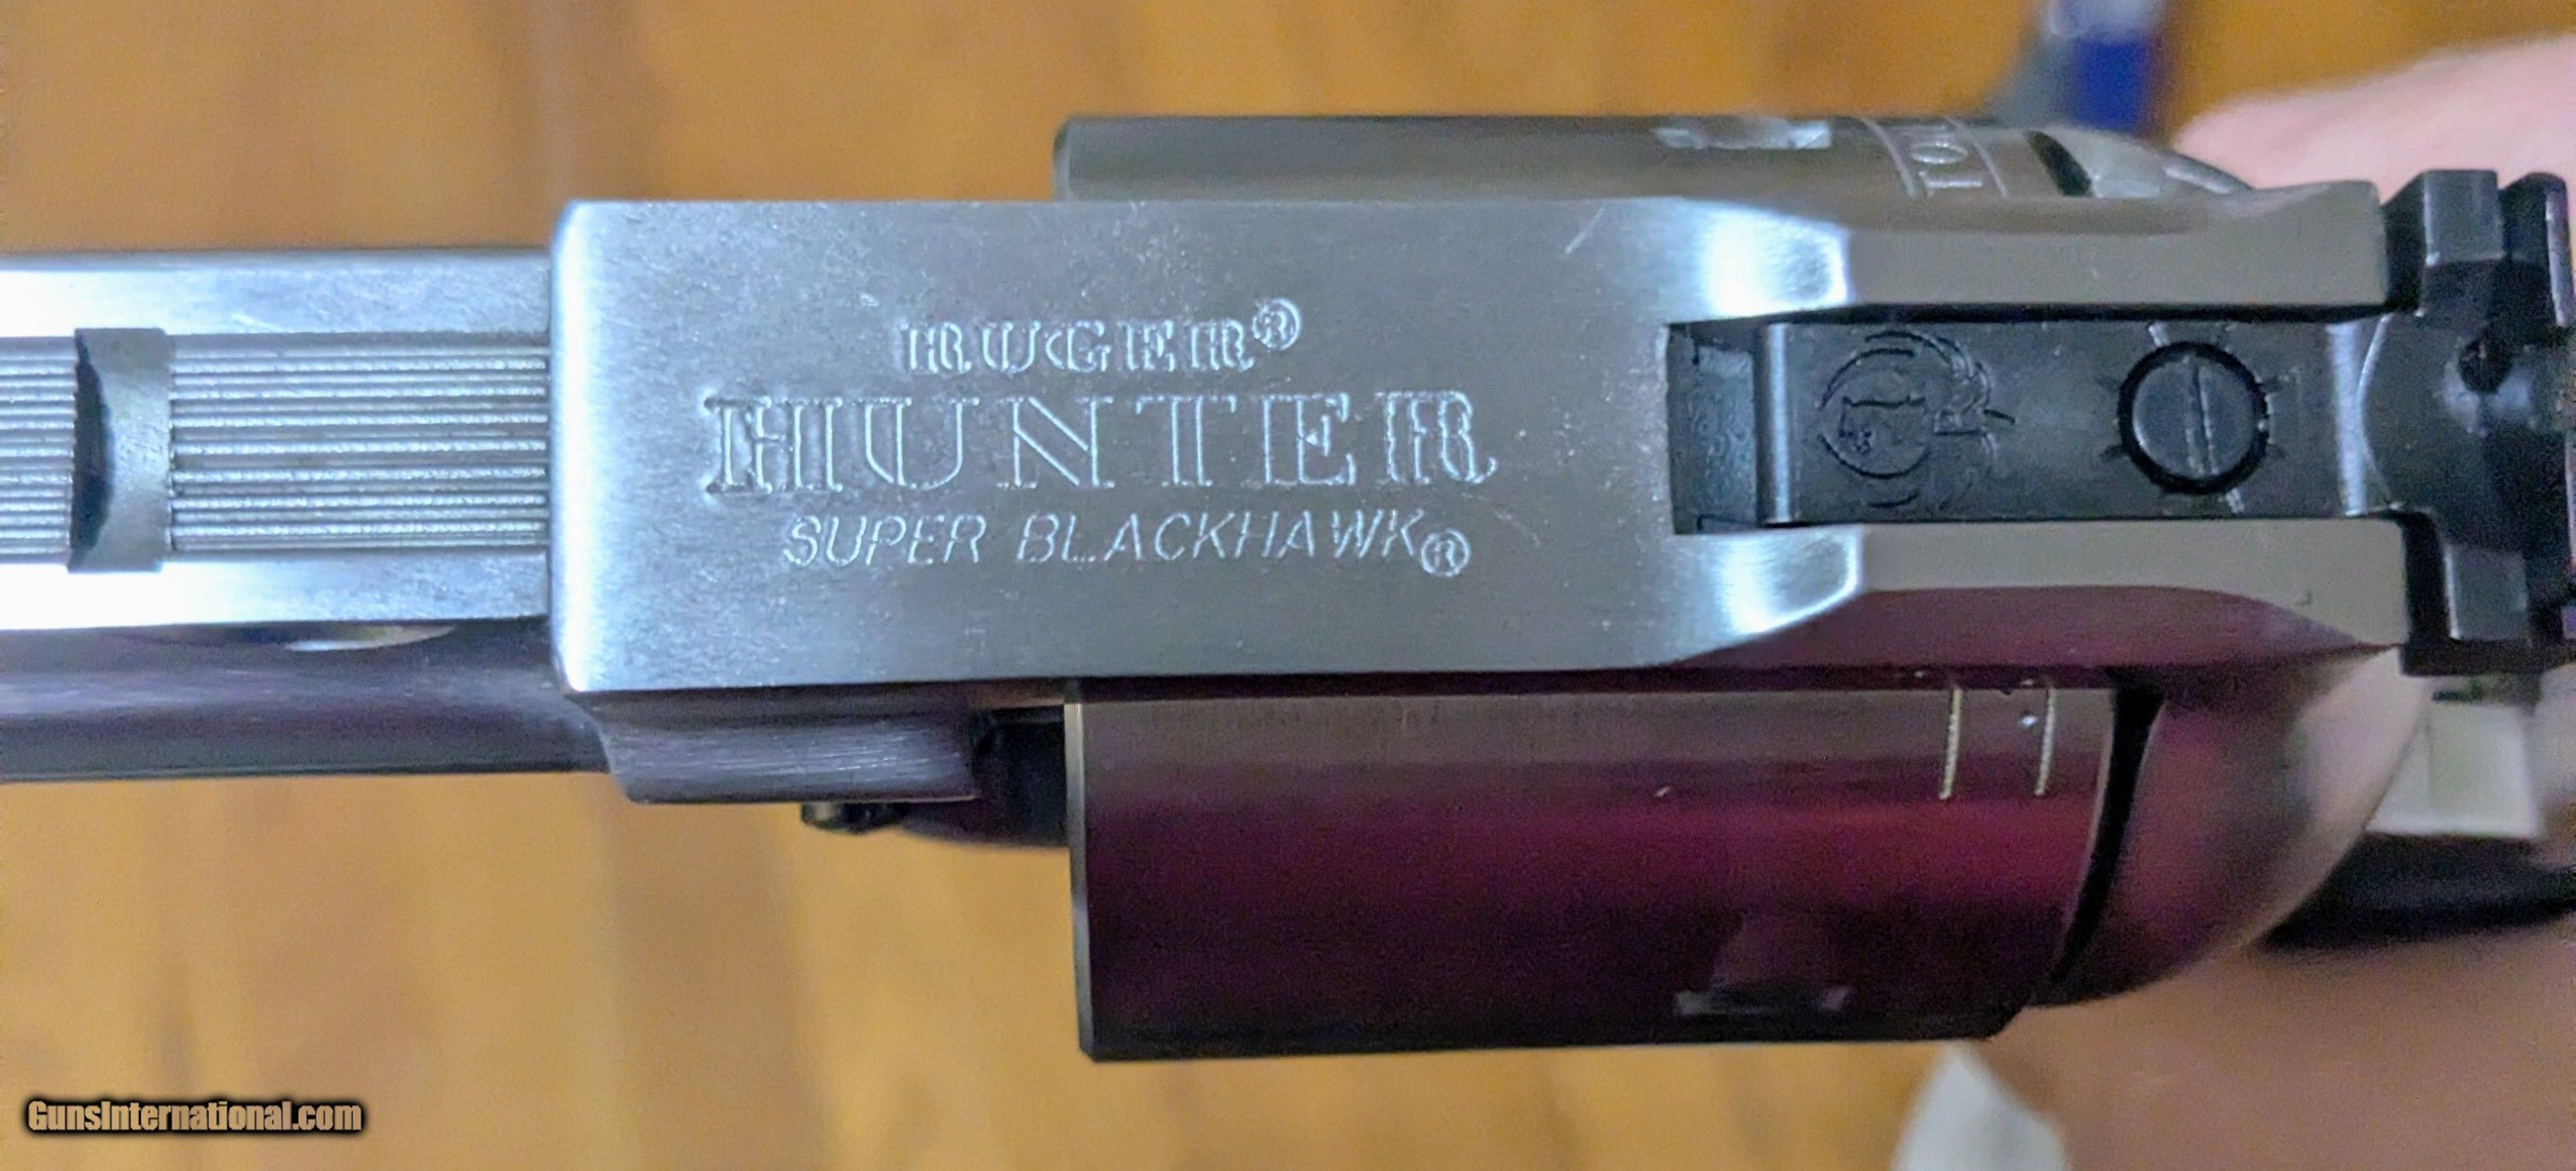 RUGER®
HUNTER
SUPER BLACKHAWK®
GunsInternational.com